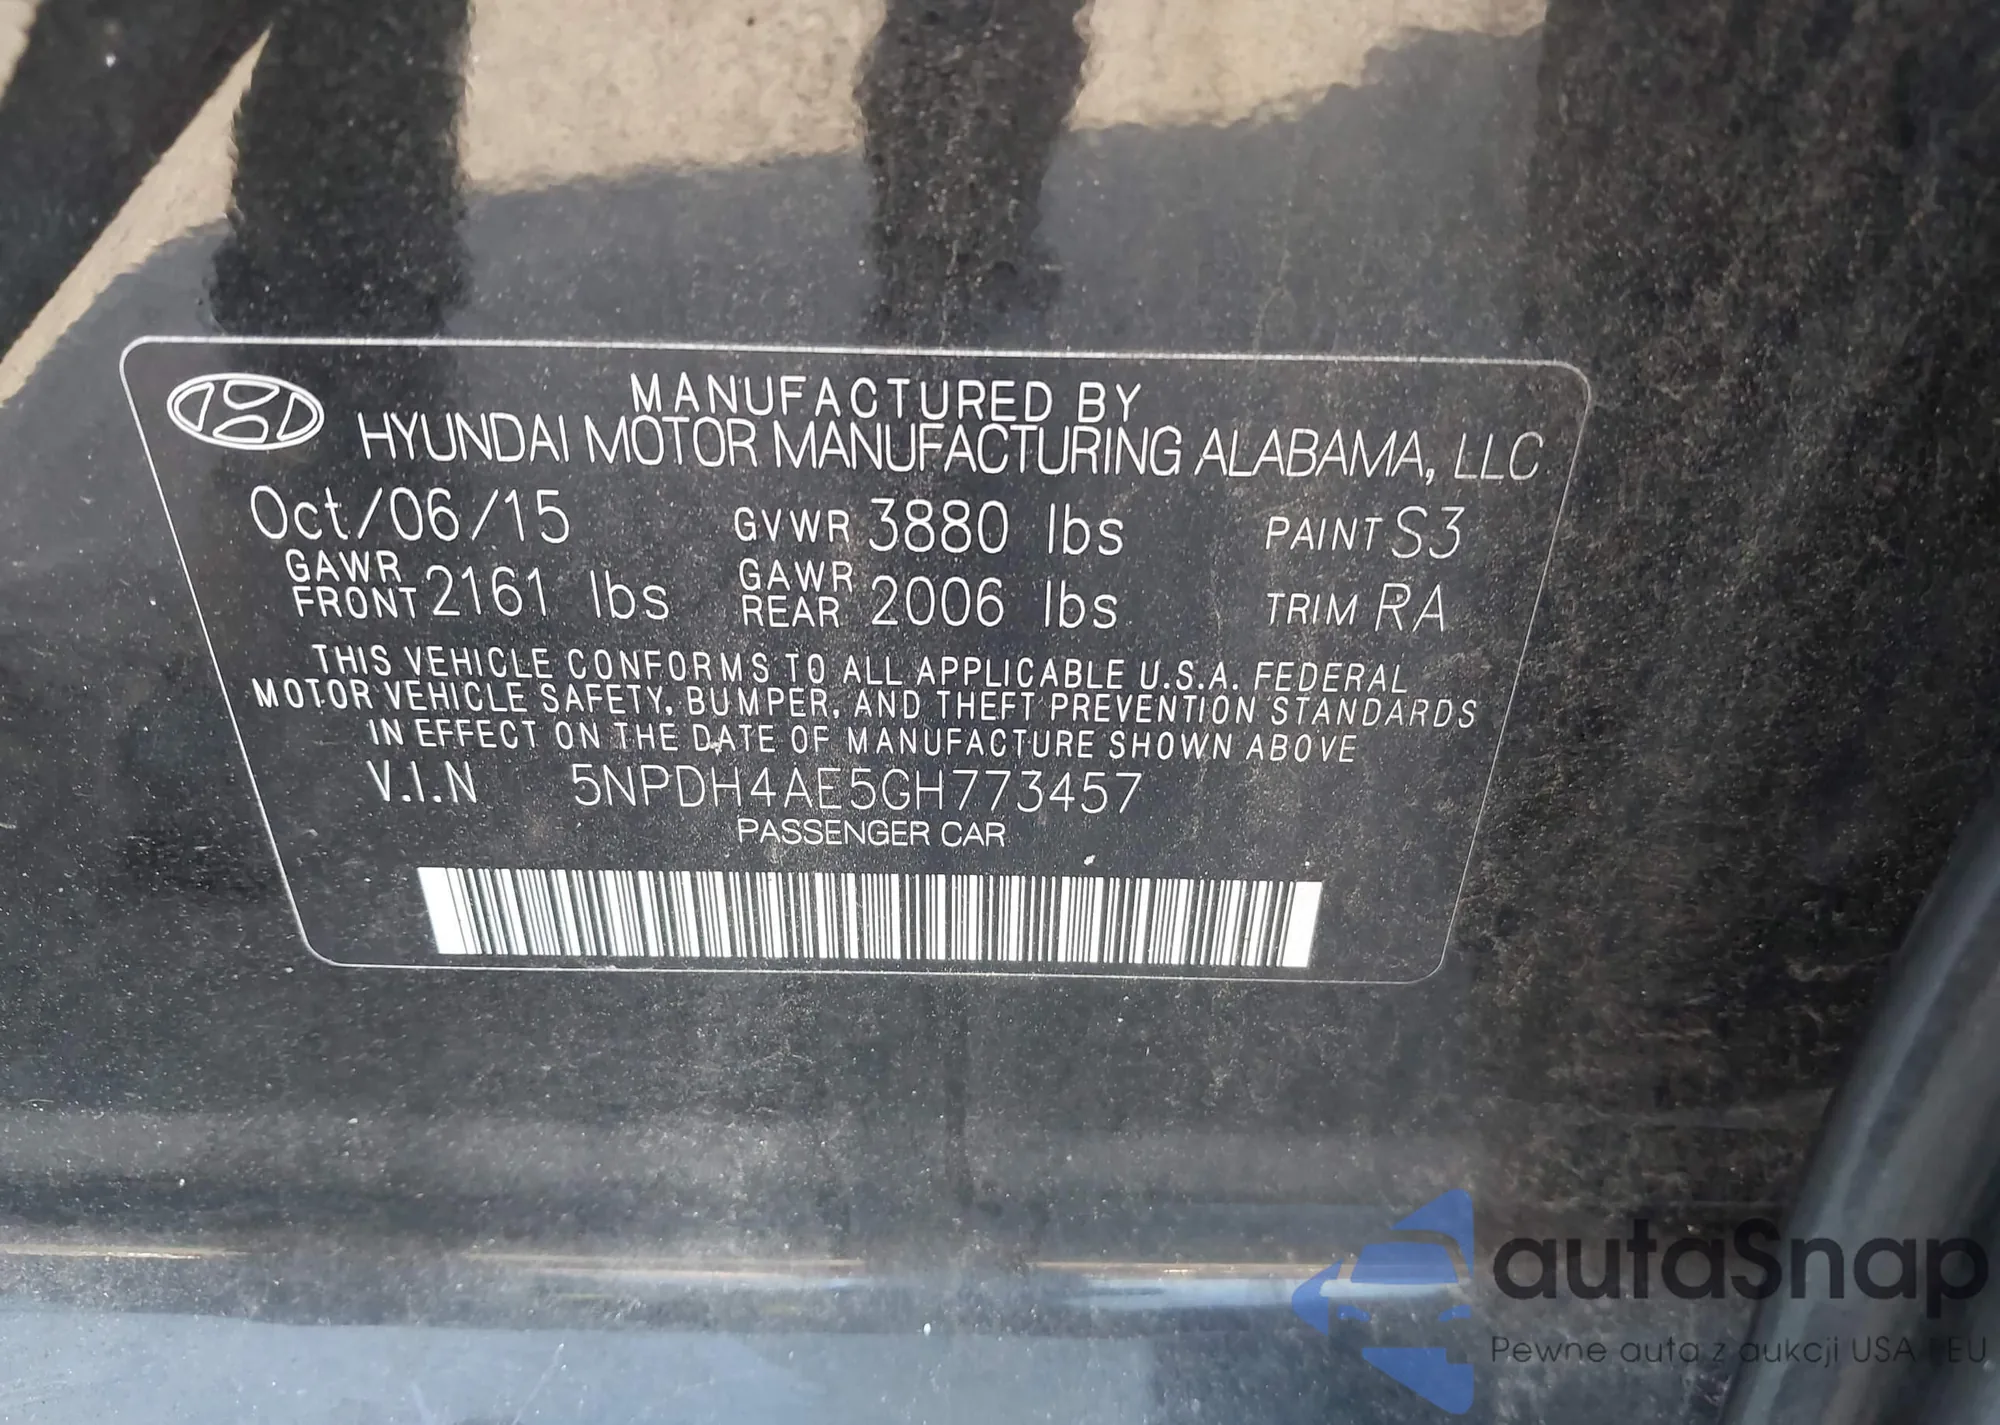 MANUFACTURED BY
HYUNDAI MOTOR MANUFACTURING ALABAMA, LLC
Oct/06/15 GVWR 3880 lbs PAINT S3
GAWR FRONT 2161 lbs GAWR REAR 2006 lbs TRIM RA
THIS VEHICLE CONFORMS TO ALL APPLICABLE U.S.A. FEDERAL
MOTOR VEHICLE SAFETY, BUMPER, AND THEFT PREVENTION STANDARDS
IN EFFECT ON THE DATE OF MANUFACTURE SHOWN ABOVE
V.I.N 5NPDH4AE5GH773457
PASSENGER CAR
autaSnap
Pewne auta z aukcji USA i EU